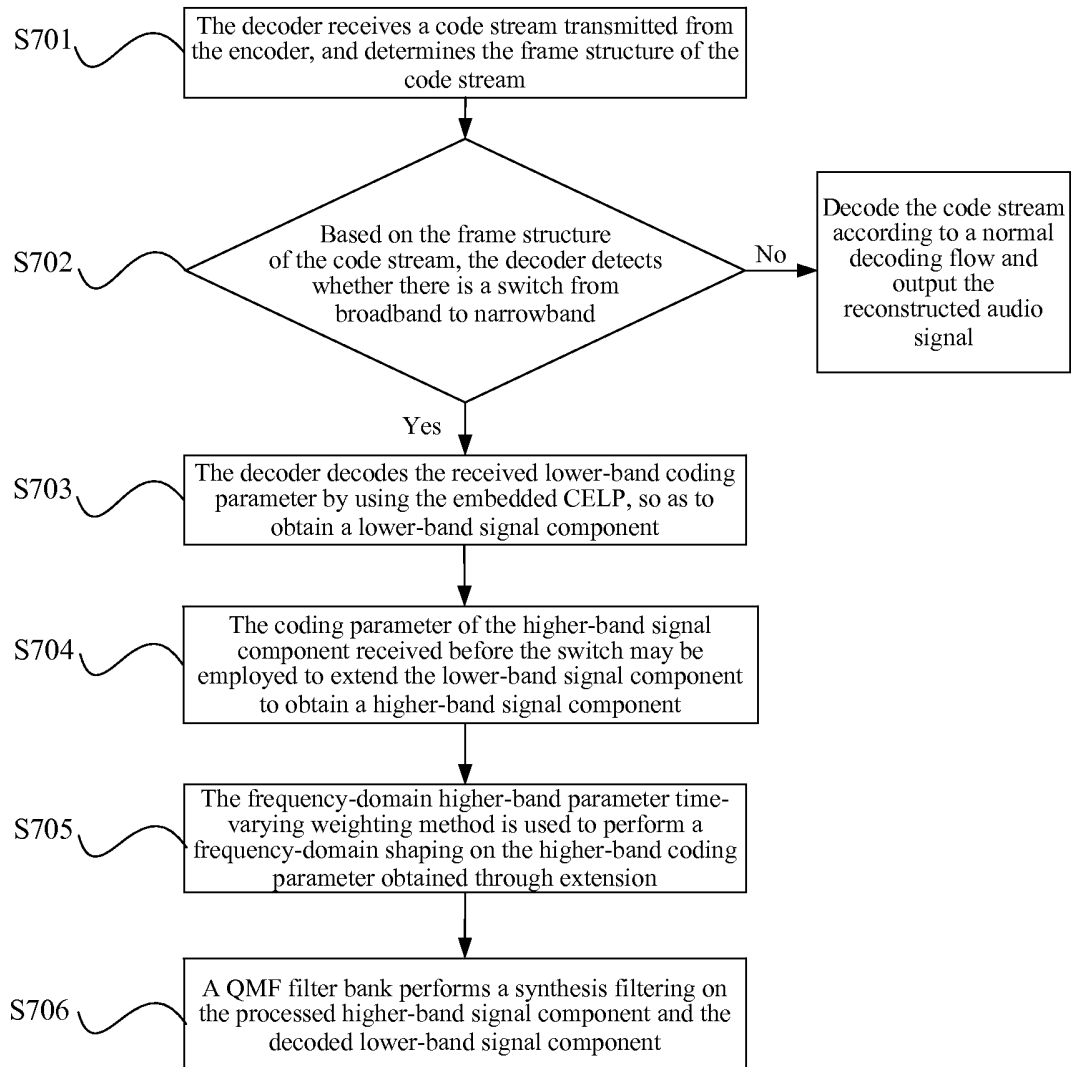 S701
The decoder receives a code stream transmitted from
the encoder, and determines the frame structure of the
code stream
S702
Based on the frame structure
of the code stream, the decoder detects
whether there is a switch from
broadband to narrowband
No
Decode the code stream
according to a normal
decoding flow and
output the
reconstructed audio
signal
Yes
S703
The decoder decodes the received lower-band coding
parameter by using the embedded CELP, so as to
obtain a lower-band signal component
S704
The coding parameter of the higher-band signal
component received before the switch may be
employed to extend the lower-band signal component
to obtain a higher-band signal component
S705
The frequency-domain higher-band parameter time-
varying weighting method is used to perform a
frequency-domain shaping on the higher-band coding
parameter obtained through extension
S706
A QMF filter bank performs a synthesis filtering on
the processed higher-band signal component and the
decoded lower-band signal component